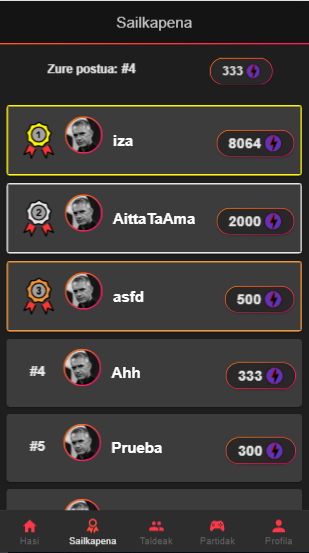 Sailkapena
Zure postua: #4
333
1
iza
8064
2
AittaTaAma
2000
3
asfd
500
#4
Ahh
333
#5
Prueba
300
Hasi
Sailkapena
Taldeak
Partidak
Profila